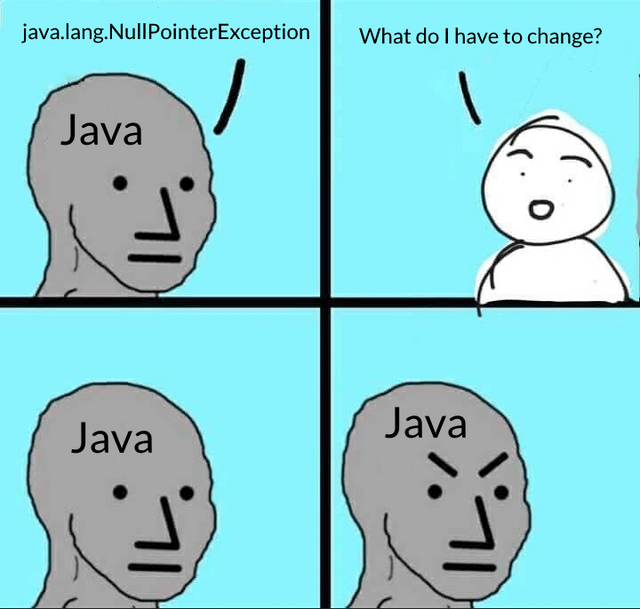 java.lang.NullPointerException
What do I have to change?
Java
Java
Java